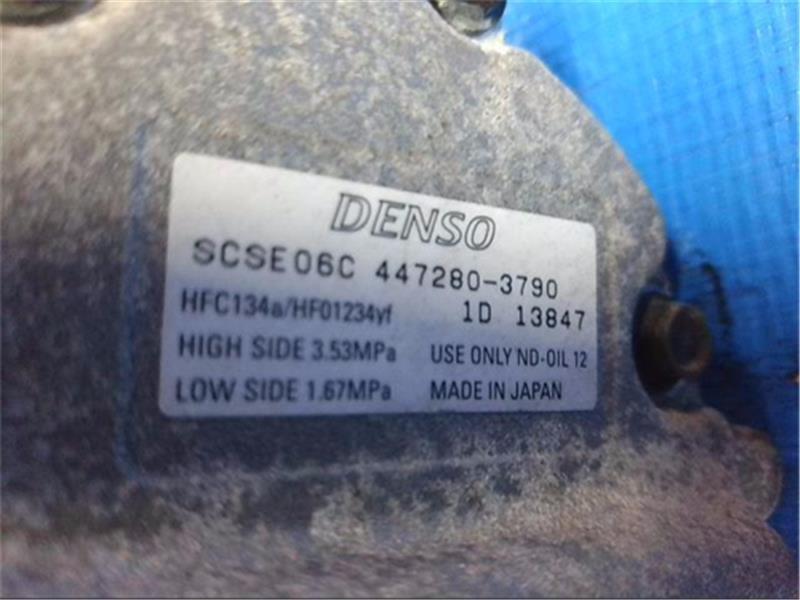 DENSO
SCSE06C 447280-3790
HFC134a/HFO1234yf 1D 13847
HIGH SIDE 3.53MPa USE ONLY ND-OIL 12
LOW SIDE 1.67MPa MADE IN JAPAN